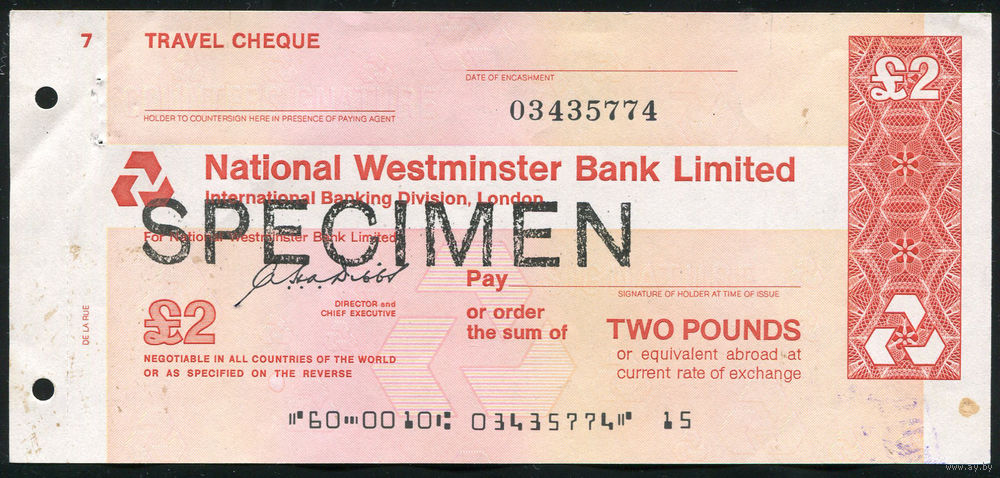 7
TRAVEL CHEQUE
DATE OF ENCASHMENT
03435774
HOLDER TO COUNTERSIGN HERE IN PRESENCE OF PAYING AGENT
£2
National Westminster Bank Limited
International Banking Division, London
SPECIMEN
For National Westminster Bank Limited
Pay
SIGNATURE OF HOLDER AT TIME OF ISSUE
DIRECTOR and
CHIEF EXECUTIVE
£2
or order
the sum of
TWO POUNDS
or equivalent abroad at
current rate of exchange
NEGOTIABLE IN ALL COUNTRIES OF THE WORLD
OR AS SPECIFIED ON THE REVERSE
DE LA RUE
⑈60⑉0010⑆ 03435774⑈ 15
www.ay.by